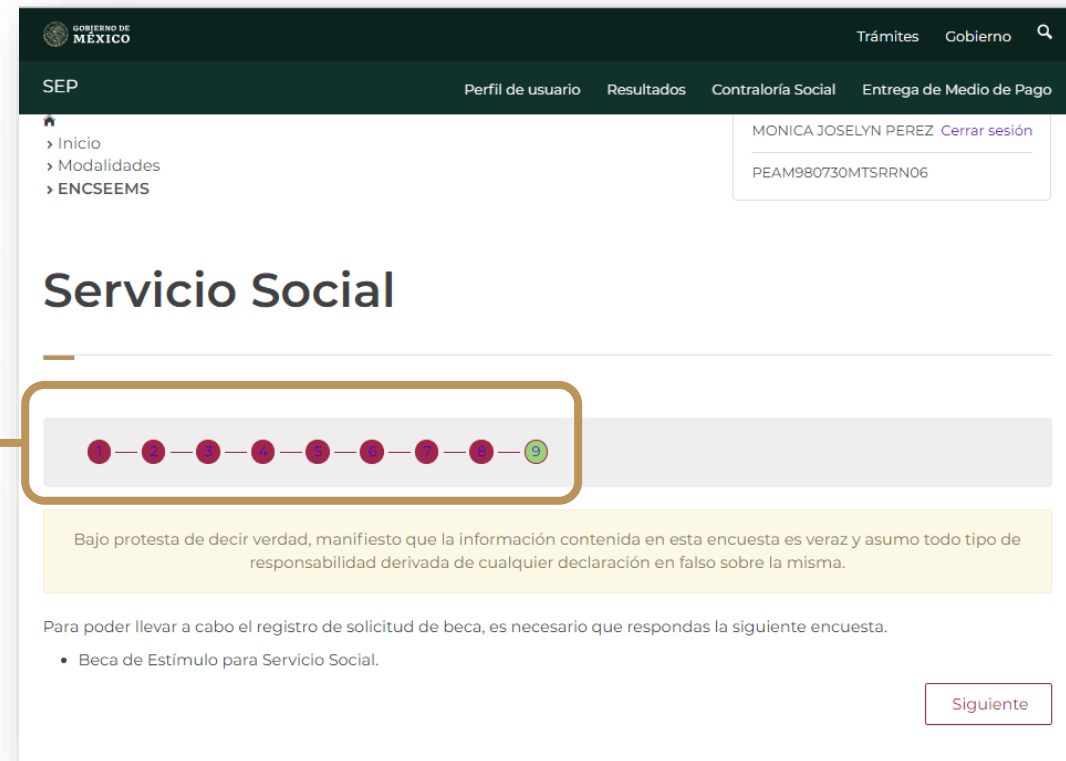 GOBIERNO DE
MÉXICO
Trámites Gobierno
SEP
Perfil de usuario Resultados Contraloría Social Entrega de Medio de Pago
› Inicio
› Modalidades
› ENCSEEMS
MONICA JOSELYN PEREZ Cerrar sesión
PEAM980730MTSRRN06
Servicio Social
1 2 3 4 5 6 7 8 9
Bajo protesta de decir verdad, manifiesto que la información contenida en esta encuesta es veraz y asumo todo tipo de
responsabilidad derivada de cualquier declaración en falso sobre la misma.
Para poder llevar a cabo el registro de solicitud de beca, es necesario que respondas la siguiente encuesta.
• Beca de Estímulo para Servicio Social.
Siguiente